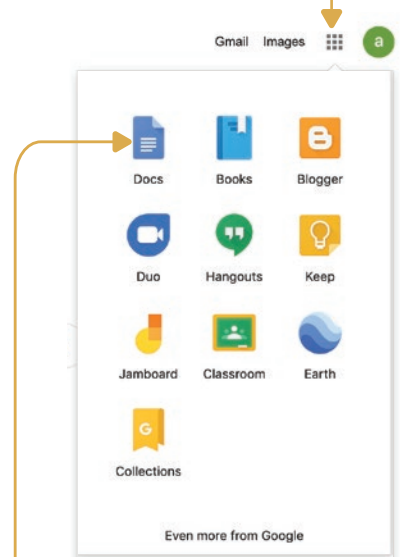 Gmail Images a
Docs Books Blogger
Duo Hangouts Keep
Jamboard Classroom Earth
G
Collections
Even more from Google